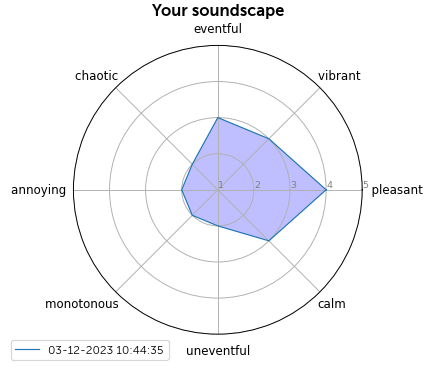 Your soundscape
eventful
chaotic
vibrant
annoying
1 2 3 4 5
pleasant
monotonous
calm
03-12-2023 10:44:35
uneventful